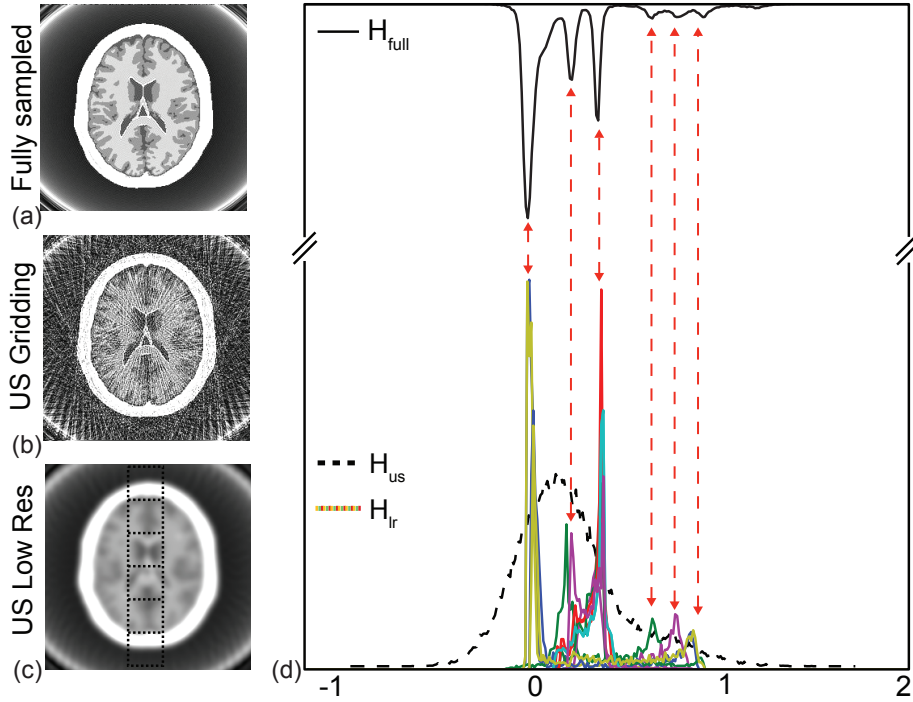 Fully sampled
(a)
US Gridding
(b)
US Low Res
(c)
H_full
H_us
H_lr
(d)
-1 0 1 2